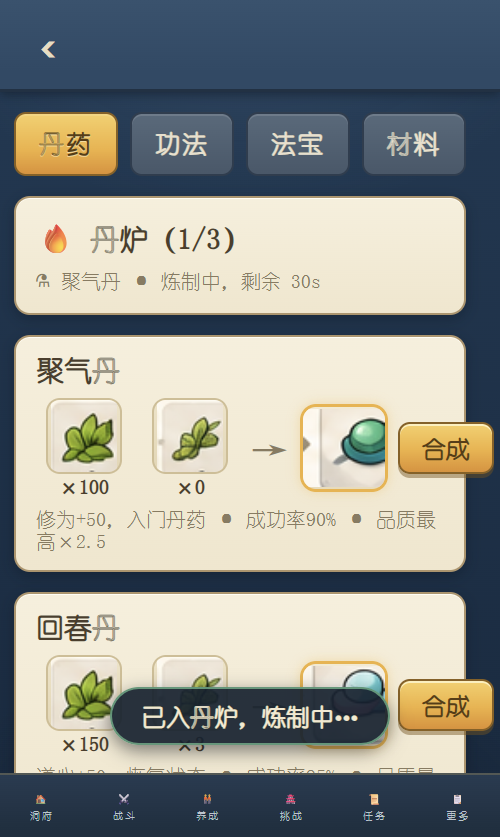 ‹
丹药 功法 法宝 材料
丹炉 (1/3)
聚气丹 ● 炼制中, 剩余 30s
聚气丹
合成
×100 ×0
修为+50, 入门丹药 ● 成功率90% ● 品质最
高×2.5
回春丹
合成
已入丹炉, 炼制中•••
×150 ×3
洞府 战斗 养成 挑战 任务 更多